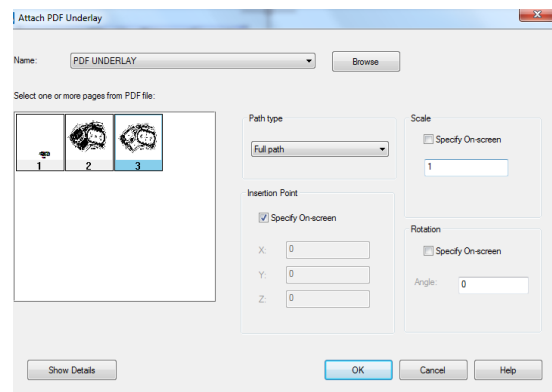 Attach PDF Underlay
Name: PDF UNDERLAY Browse
Select one or more pages from PDF file:
1 2 3
Path type
Full path
Scale
Specify On-screen
1
Insertion Point
Specify On-screen
X: 0
Y: 0
Z: 0
Rotation
Specify On-screen
Angle: 0
Show Details OK Cancel Help